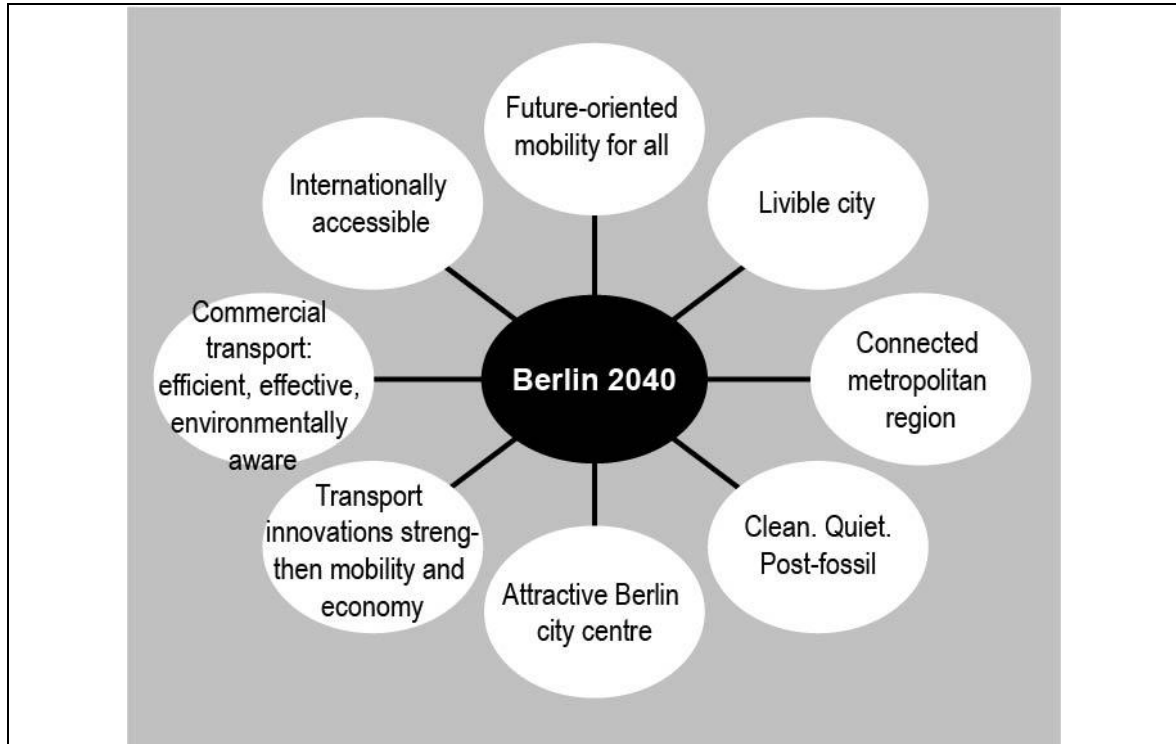 Future-oriented
mobility for all
Internationally
accessible
Livible city
Commercial
transport:
efficient, effective,
environmentally
aware
Berlin 2040
Connected
metropolitan
region
Transport
innovations streng-
then mobility and
economy
Clean. Quiet.
Post-fossil
Attractive Berlin
city centre